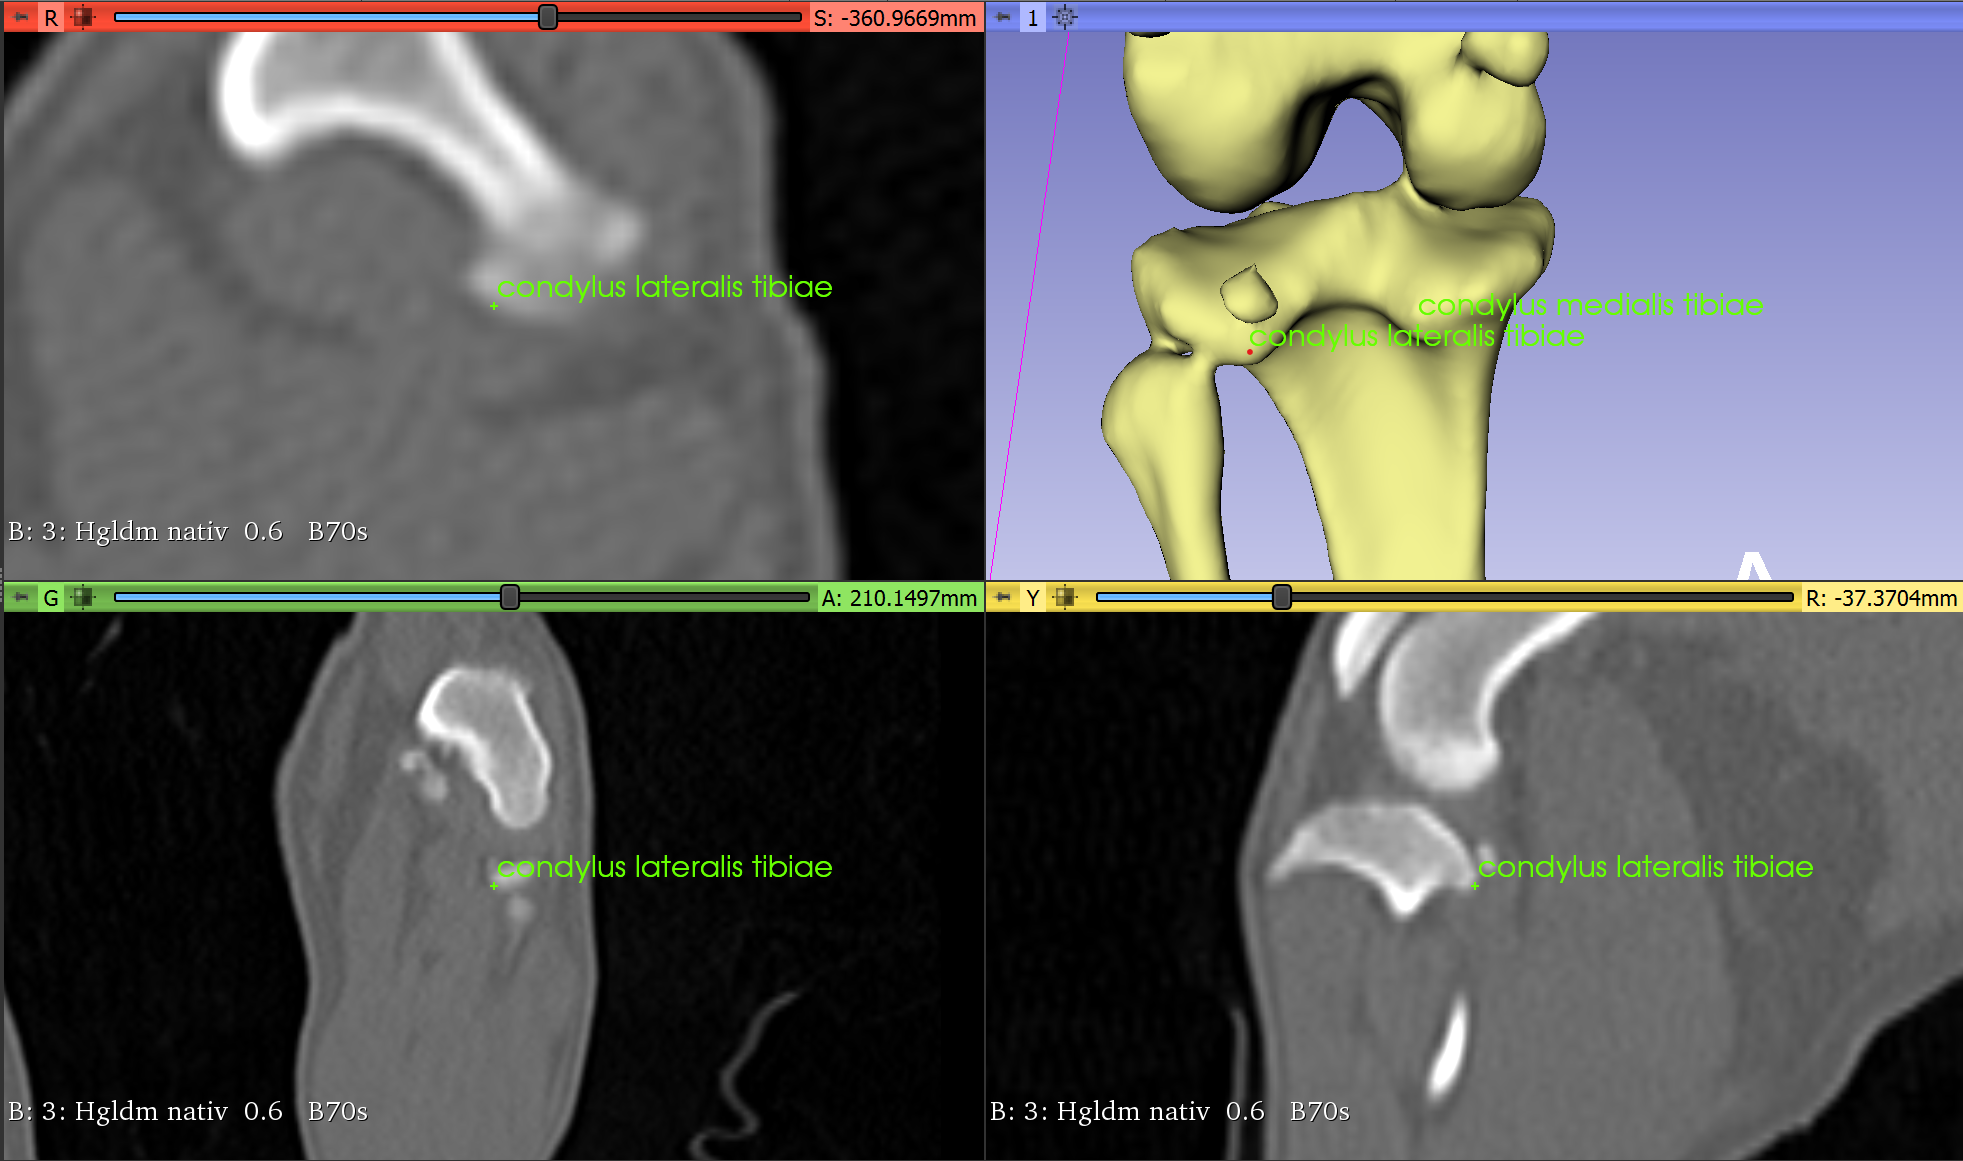 R S: -360.9669mm
condylus lateralis tibiae
B: 3: Hgldm nativ 0.6 B70s
1
condylus medialis tibiae
condylus lateralis tibiae
A
G A: 210.1497mm
condylus lateralis tibiae
B: 3: Hgldm nativ 0.6 B70s
Y R: -37.3704mm
condylus lateralis tibiae
B: 3: Hgldm nativ 0.6 B70s